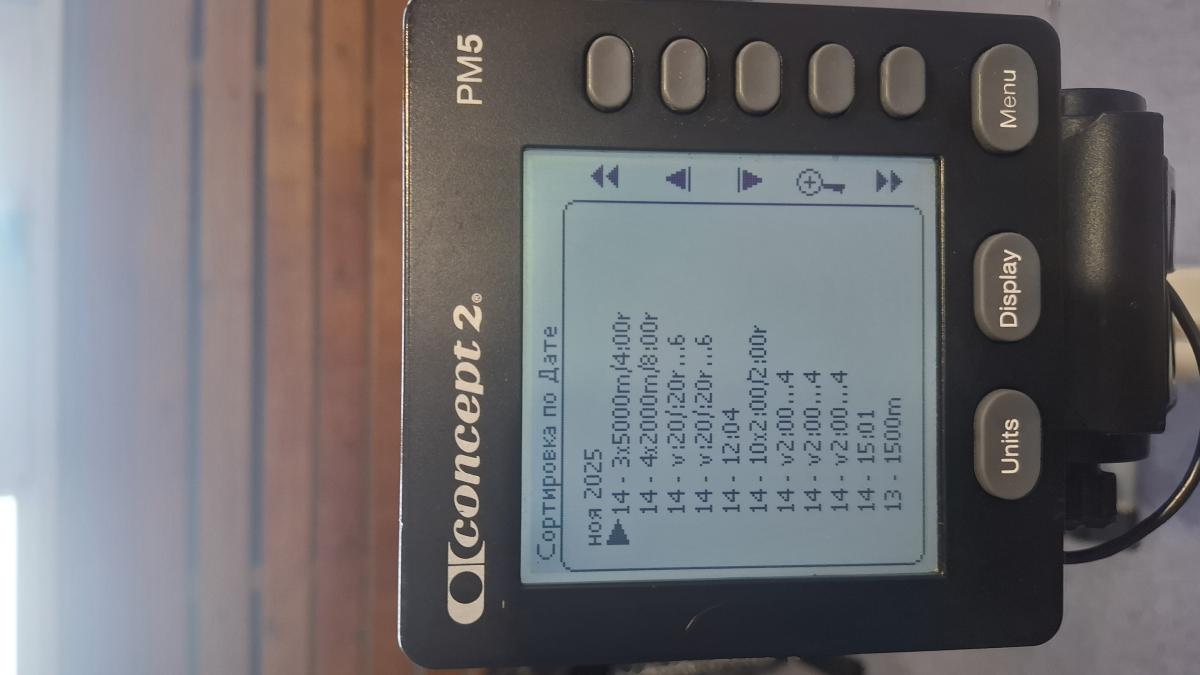 concept 2® PM5
Сортировка по Дате
ноя 2025
14 - 3x5000m/4:00r
14 - 4x2000m/8:00r
14 - v:20/:20r...6
14 - v:20/:20r...6
14 - 12:04
14 - 10x2:00/2:00r
14 - v2:00...4
14 - v2:00...4
14 - v2:00...4
14 - 15:01
13 - 1500m
Units Display Menu